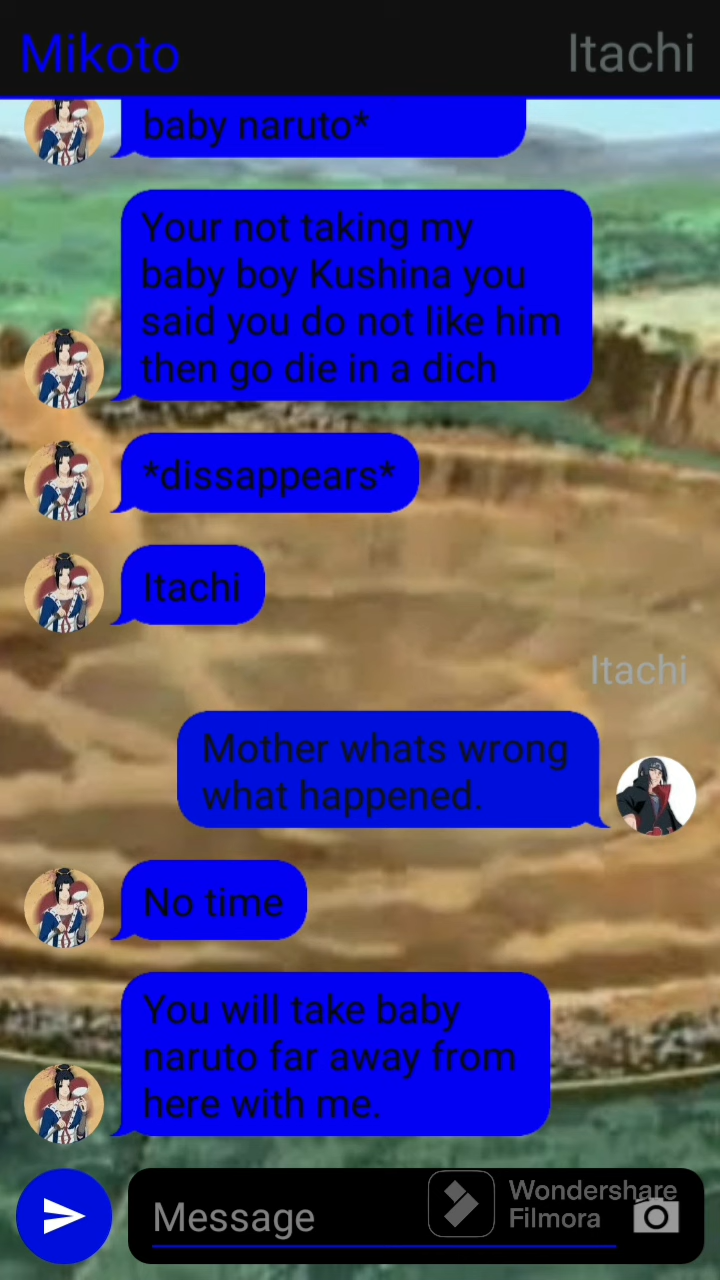 Mikoto
Itachi
baby naruto*
Your not taking my
baby boy Kushina you
said you do not like him
then go die in a dich
*dissappears*
Itachi
Itachi
Mother whats wrong
what happened.
No time
You will take baby
naruto far away from
here with me.
Message
Wondershare
Filmora